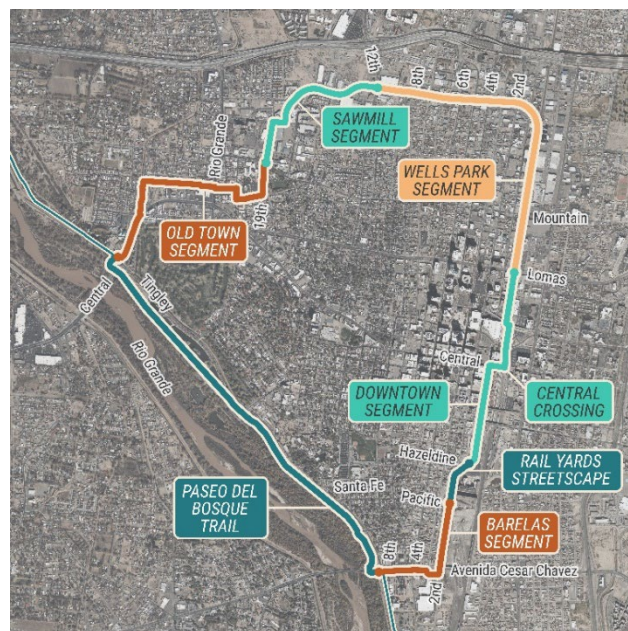 12th
8th
6th
4th
2nd
SAWMILL
SEGMENT
Rio Grande
WELLS PARK
SEGMENT
19th
Mountain
OLD TOWN
SEGMENT
Lomas
Central
Tingley
Rio Grande
Central
DOWNTOWN
SEGMENT
CENTRAL
CROSSING
Hazeldine
RAIL YARDS
STREETSCAPE
Santa Fe
PASEO DEL
BOSQUE
TRAIL
Pacific
BARELAS
SEGMENT
8th
4th
2nd
Avenida Cesar Chavez